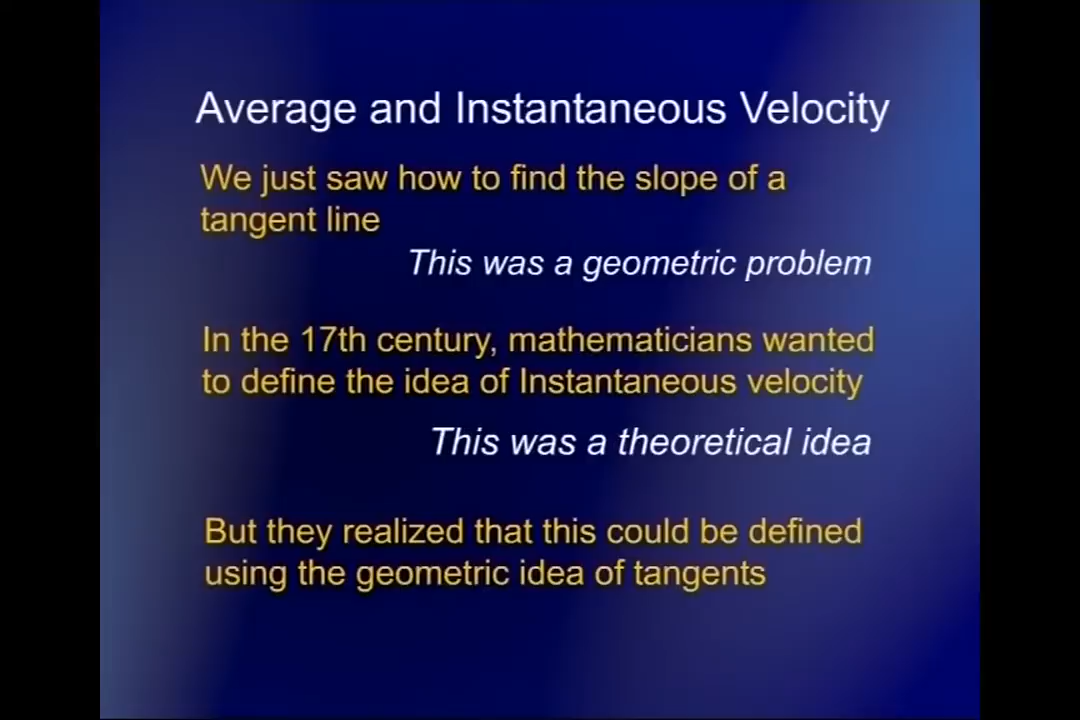 Average and Instantaneous Velocity
We just saw how to find the slope of a
tangent line
This was a geometric problem
In the 17th century, mathematicians wanted
to define the idea of Instantaneous velocity
This was a theoretical idea
But they realized that this could be defined
using the geometric idea of tangents